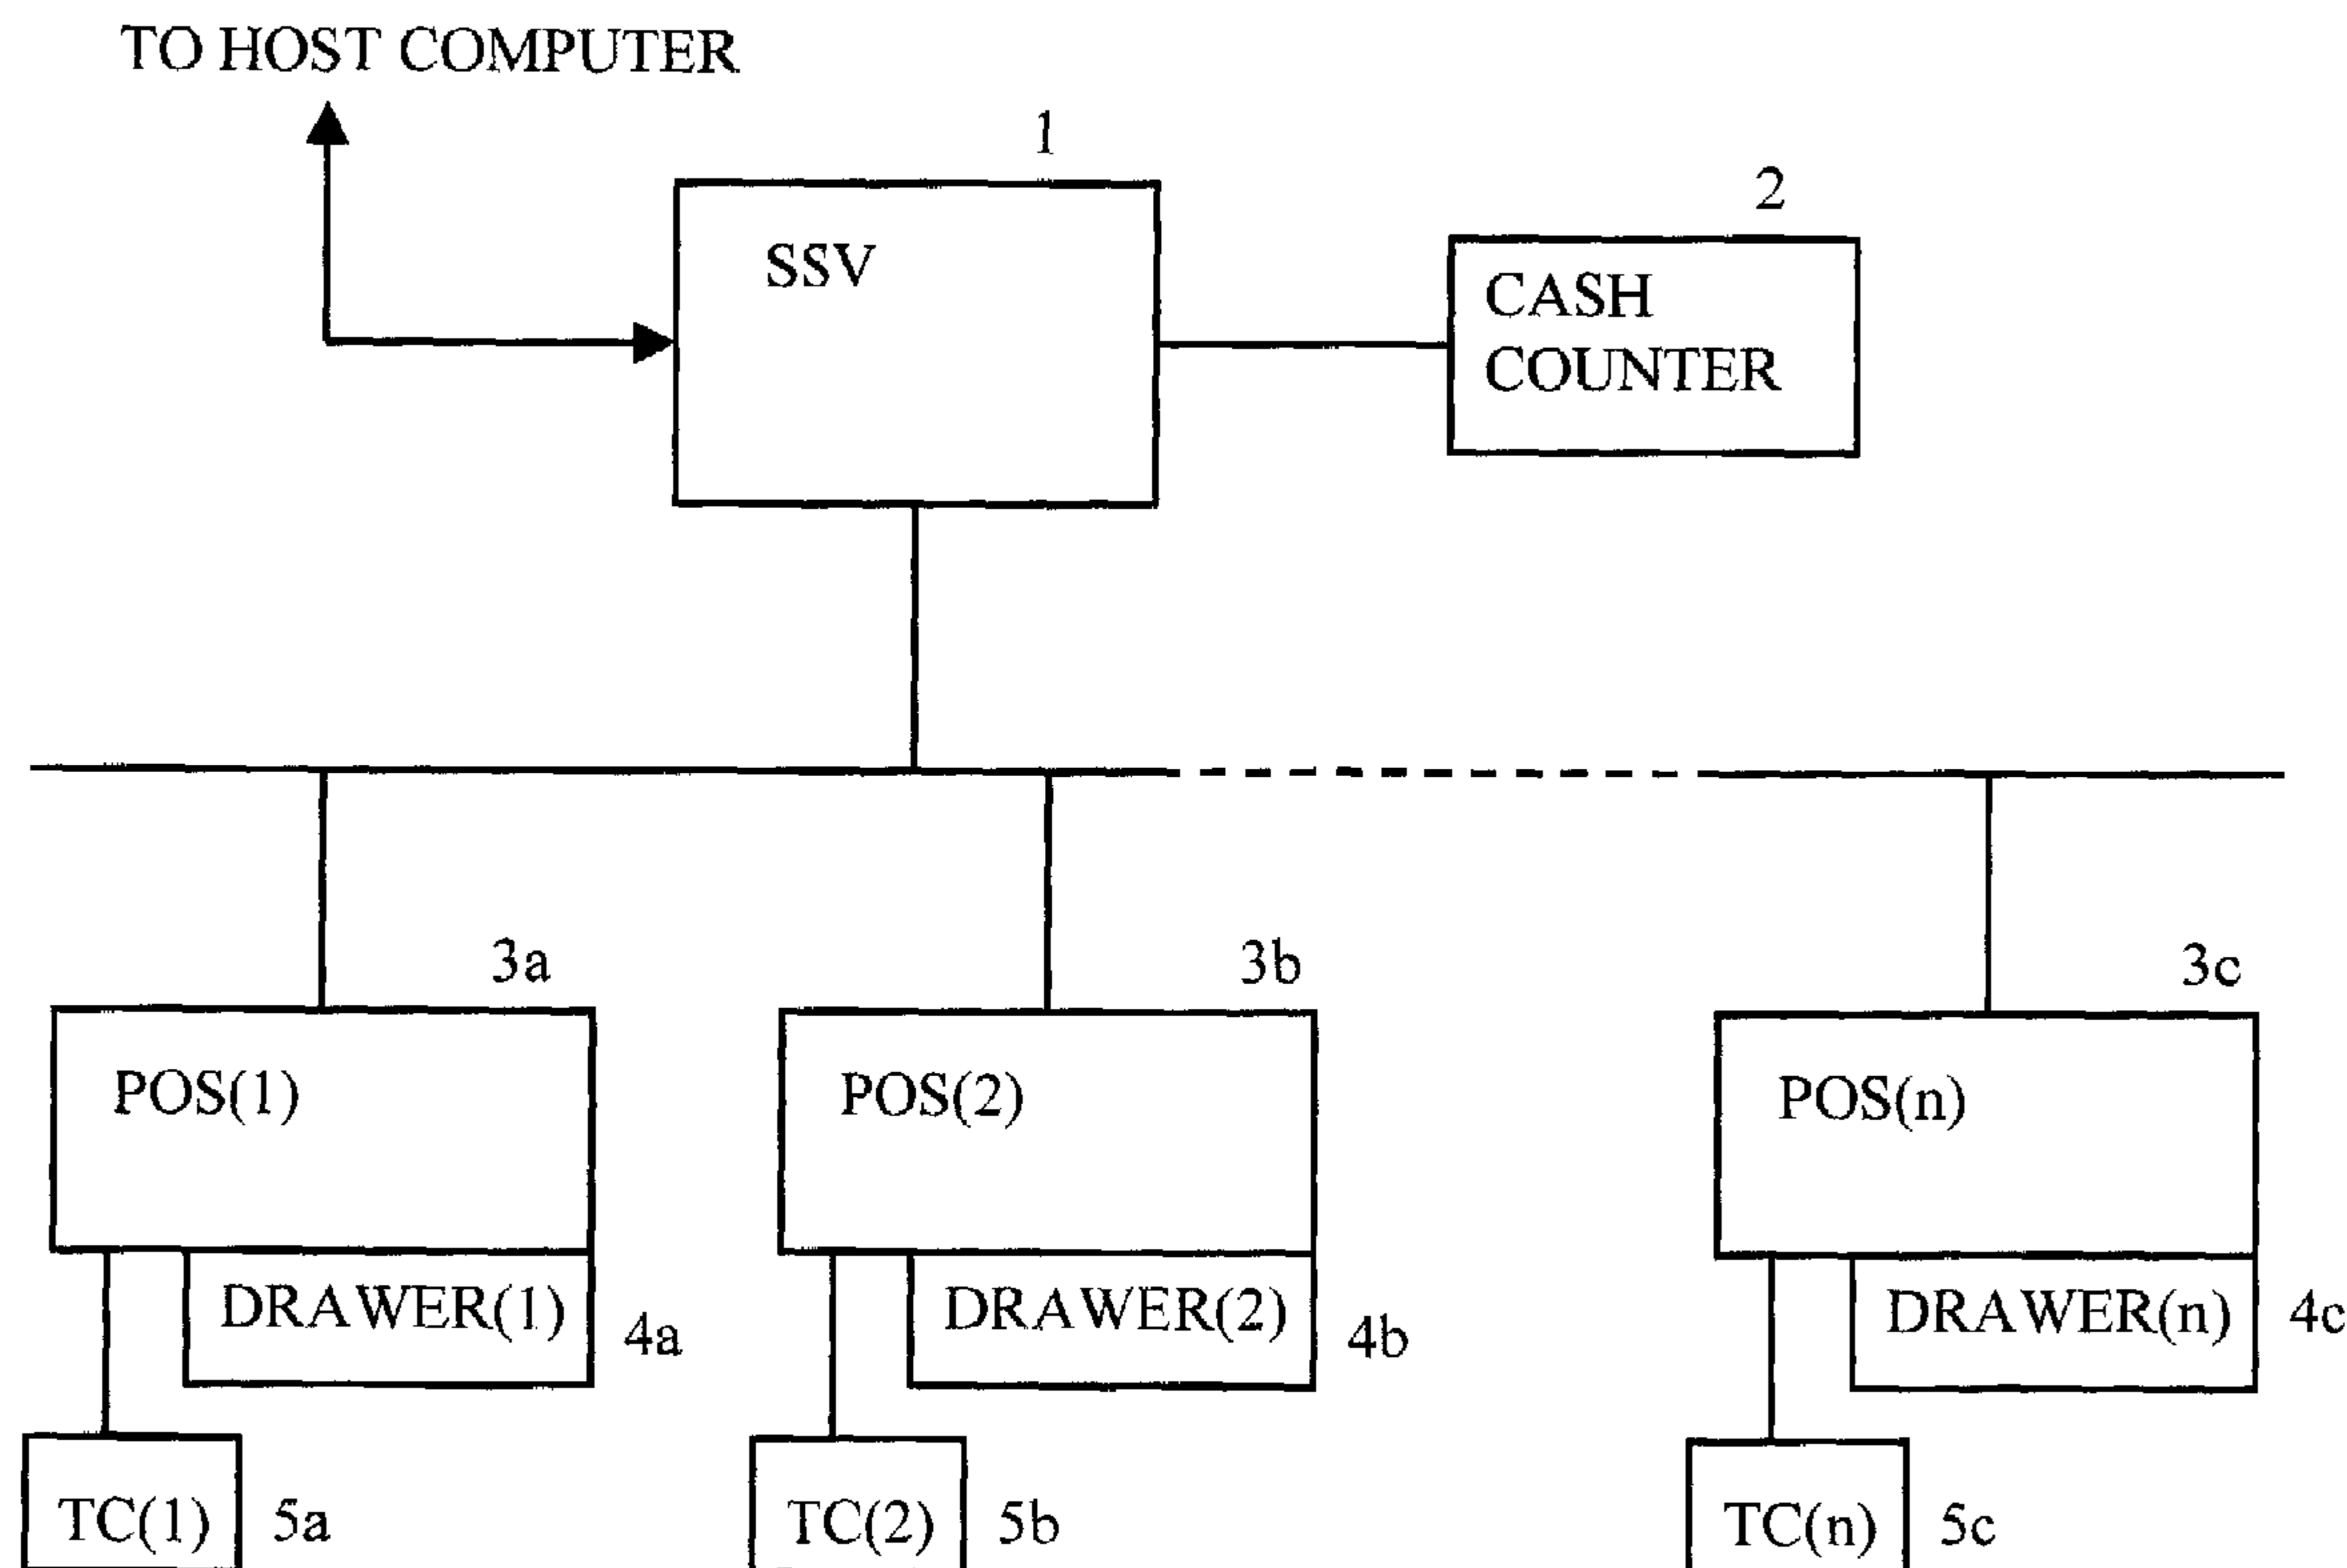 TO HOST COMPUTER
1
SSV
2
CASH
COUNTER
3a
3b
3c
POS(1)
POS(2)
POS(n)
DRAWER(1)
4a
DRAWER(2)
4b
DRAWER(n)
4c
TC(1)
5a
TC(2)
5b
TC(n)
5c